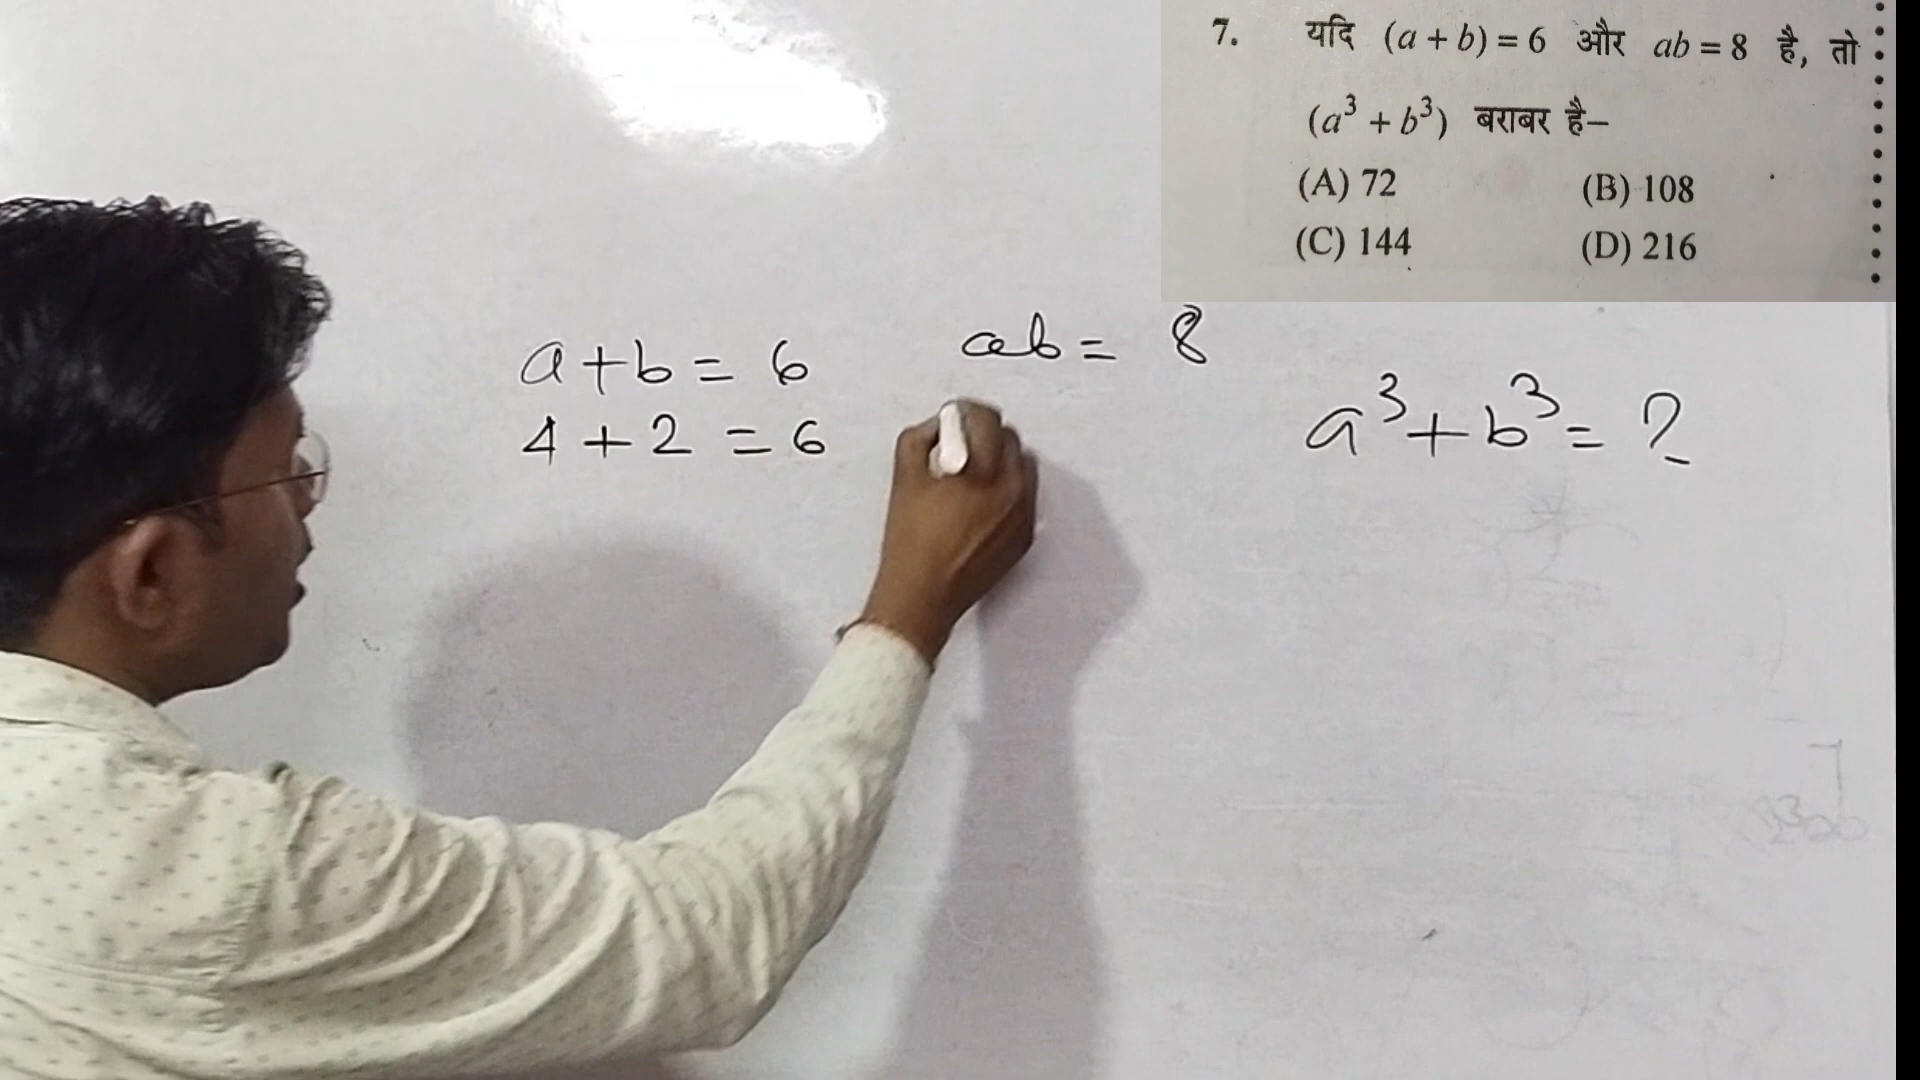 7. यदि (a + b) = 6 और ab = 8 है, तो
(a³ + b³) बराबर है–
(A) 72 (B) 108
(C) 144 (D) 216
a + b = 6 ab = 8
4 + 2 = 6
a³ + b³ = ?